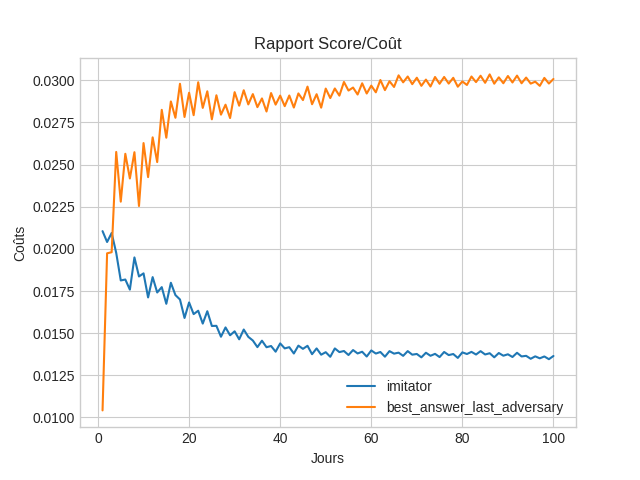 Rapport Score/Coût
0.0300
0.0275
0.0250
0.0225
0.0200
0.0175
0.0150
0.0125
0.0100
Coûts
imitator
best_answer_last_adversary
0 20 40 60 80 100
Jours